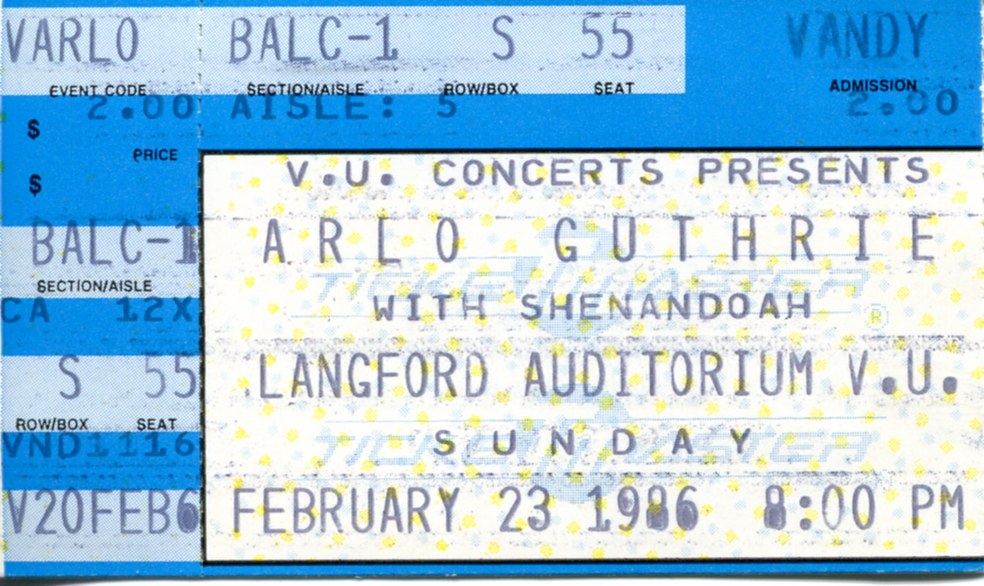 VARLO BALC-1 S 55 VANDY
EVENT CODE SECTION/AISLE ROW/BOX SEAT ADMISSION
2.00 AISLE: 5 2.00
$
PRICE
$
V.U. CONCERTS PRESENTS
BALC-1 ARLO GUTHRIE
TICKETMASTER
SECTION/AISLE
CA 12X WITH SHENANDOAH ®
S 55 LANGFORD AUDITORIUM V.U.
ROW/BOX SEAT
VND1116 SUNDAY
TICKETMASTER
V20FEB6 FEBRUARY 23 1986 8:00 PM